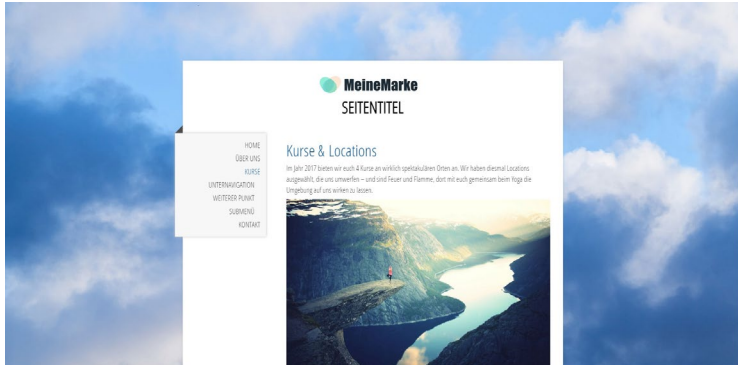 MeineMarke
SEITENTITEL
HOME
ÜBER UNS
KURSE
UNTERNAVIGATION
WEITERER PUNKT
SUBMENÜ
KONTAKT
Kurse & Locations
Im Jahr 2017 bieten wir euch 4 Kurse an wirklich spektakulären Orten an. Wir haben diesmal Locations
ausgewählt, die uns umwerfen – und sind Feuer und Flamme, dort mit euch gemeinsam beim Yoga die
Umgebung auf uns wirken zu lassen.